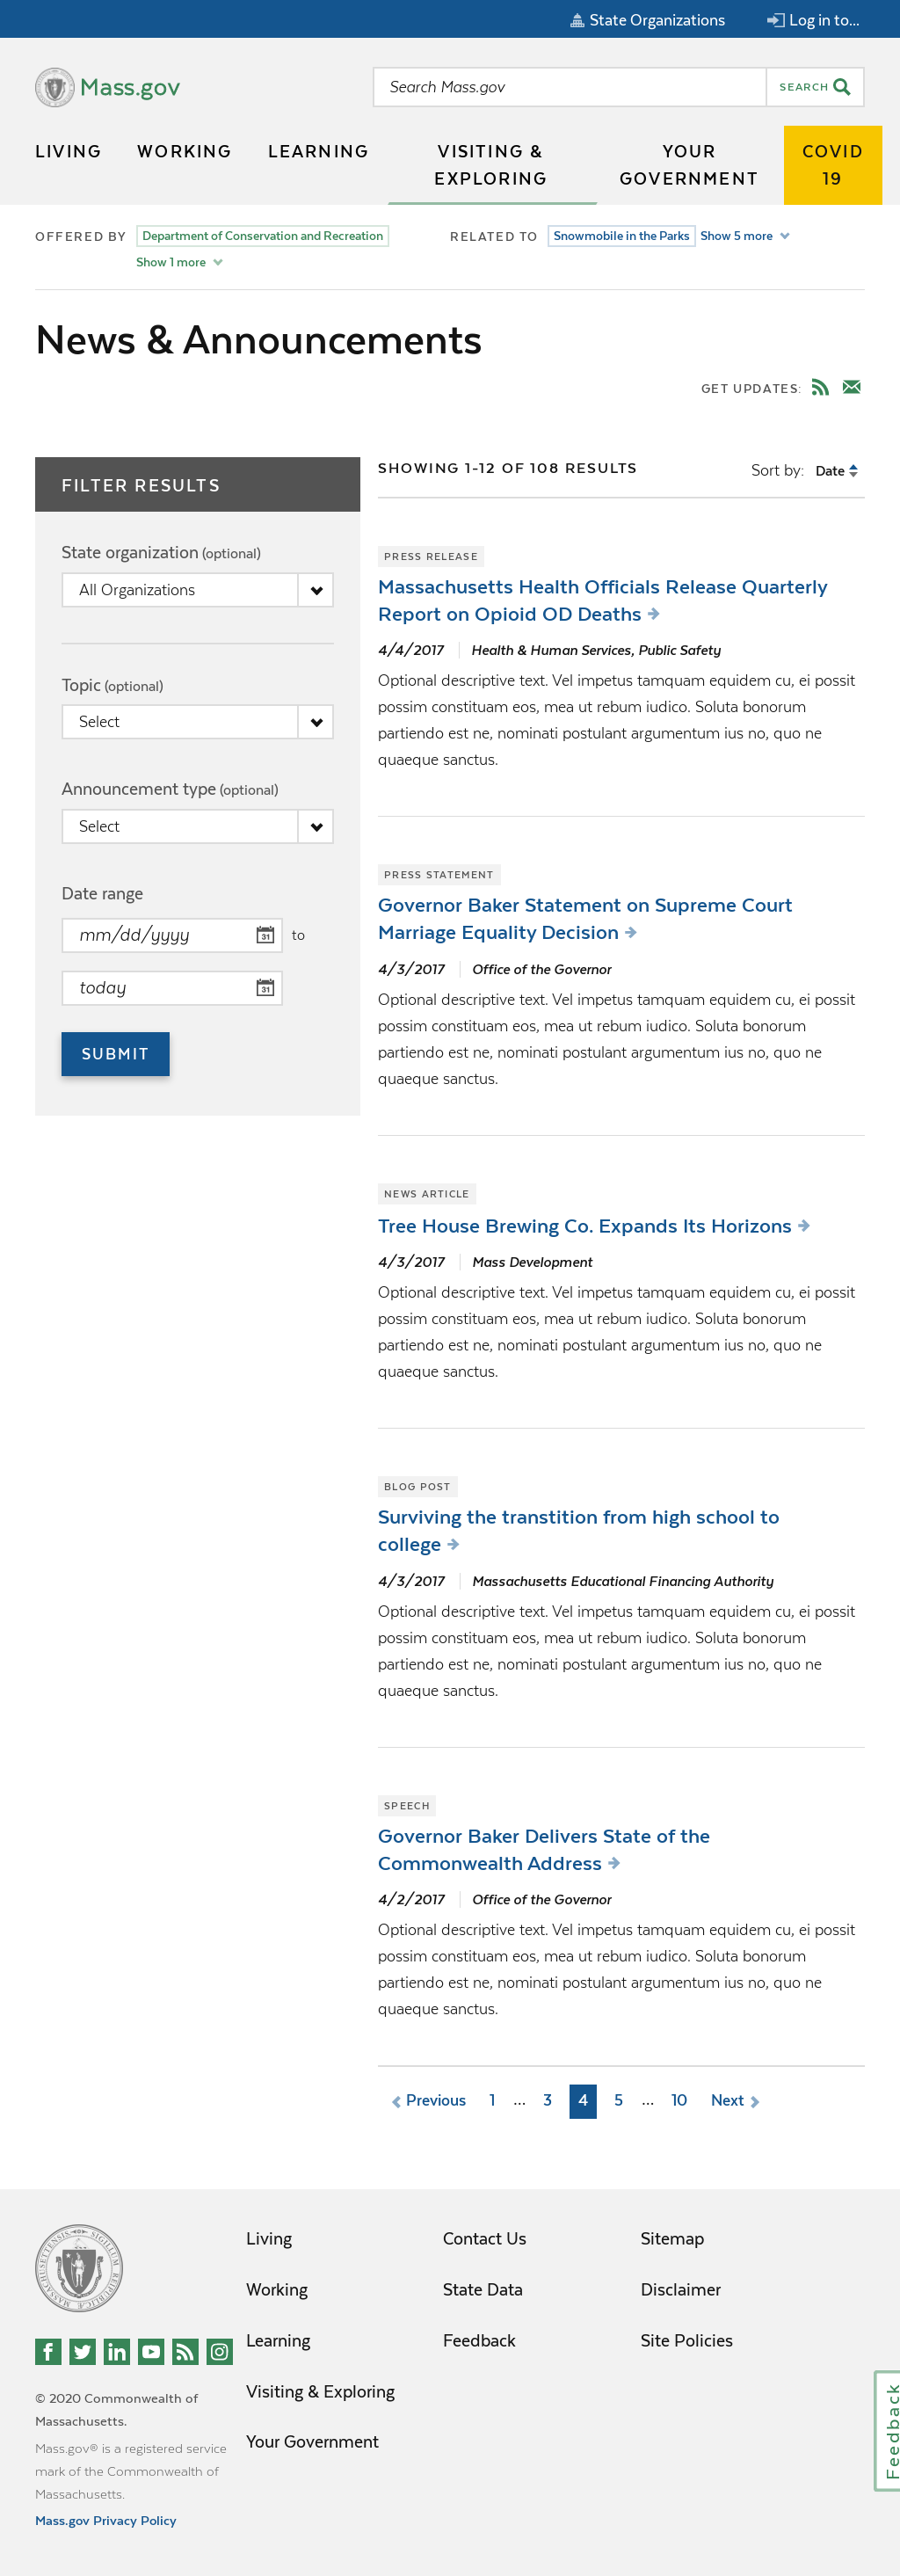 State Organizations
Log in to...
Mass.gov
Search Mass.gov
SEARCH
LIVING
WORKING
LEARNING
VISITING &
EXPLORING
YOUR
GOVERNMENT
COVID
19
OFFERED BY
Department of Conservation and Recreation
Show 1 more
RELATED TO
Snowmobile in the Parks
Show 5 more
News & Announcements
GET UPDATES:
FILTER RESULTS
State organization (optional)
All Organizations
Topic (optional)
Select
Announcement type (optional)
Select
Date range
mm/dd/yyyy
31
to
today
31
SUBMIT
SHOWING 1-12 OF 108 RESULTS
Sort by: Date
PRESS RELEASE
Massachusetts Health Officials Release Quarterly
Report on Opioid OD Deaths
4/4/2017
Health & Human Services, Public Safety
Optional descriptive text. Vel impetus tamquam equidem cu, ei possit
possim constituam eos, mea ut rebum iudico. Soluta bonorum
partiendo est ne, nominati postulant argumentum ius no, quo ne
quaeque sanctus.
PRESS STATEMENT
Governor Baker Statement on Supreme Court
Marriage Equality Decision
4/3/2017
Office of the Governor
Optional descriptive text. Vel impetus tamquam equidem cu, ei possit
possim constituam eos, mea ut rebum iudico. Soluta bonorum
partiendo est ne, nominati postulant argumentum ius no, quo ne
quaeque sanctus.
NEWS ARTICLE
Tree House Brewing Co. Expands Its Horizons
4/3/2017
Mass Development
Optional descriptive text. Vel impetus tamquam equidem cu, ei possit
possim constituam eos, mea ut rebum iudico. Soluta bonorum
partiendo est ne, nominati postulant argumentum ius no, quo ne
quaeque sanctus.
BLOG POST
Surviving the transtition from high school to
college
4/3/2017
Massachusetts Educational Financing Authority
Optional descriptive text. Vel impetus tamquam equidem cu, ei possit
possim constituam eos, mea ut rebum iudico. Soluta bonorum
partiendo est ne, nominati postulant argumentum ius no, quo ne
quaeque sanctus.
SPEECH
Governor Baker Delivers State of the
Commonwealth Address
4/2/2017
Office of the Governor
Optional descriptive text. Vel impetus tamquam equidem cu, ei possit
possim constituam eos, mea ut rebum iudico. Soluta bonorum
partiendo est ne, nominati postulant argumentum ius no, quo ne
quaeque sanctus.
Previous 1 ... 3 4 5 ... 10 Next
Living
Working
Learning
Visiting & Exploring
Your Government
Contact Us
State Data
Feedback
Sitemap
Disclaimer
Site Policies
© 2020 Commonwealth of
Massachusetts.
Mass.gov® is a registered service
mark of the Commonwealth of
Massachusetts.
Mass.gov Privacy Policy
Feedback